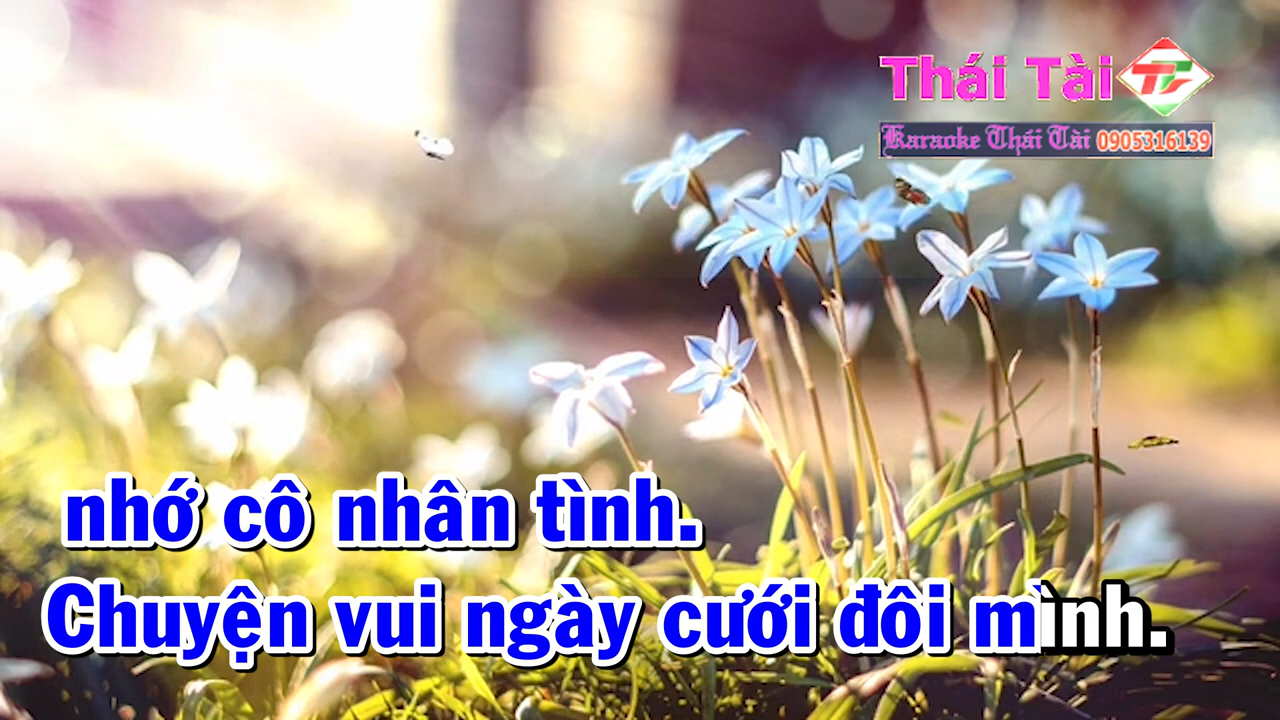 Thái Tài
Karaoke Thái Tài 0905316139
nhớ cô nhân tình.
Chuyện vui ngày cưới đôi mình.